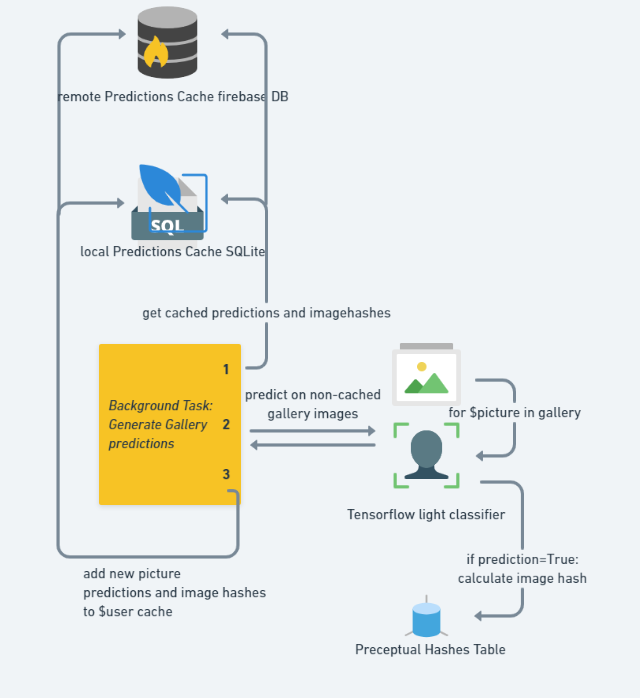 remote Predictions Cache firebase DB
SQL
local Predictions Cache SQLite
get cached predictions and imagehashes
1
Background Task:
Generate Gallery
predictions
2
3
predict on non-cached
gallery images
for $picture in gallery
Tensorflow light classifier
if prediction=True:
calculate image hash
Preceptual Hashes Table
add new picture
predictions and image hashes
to $user cache